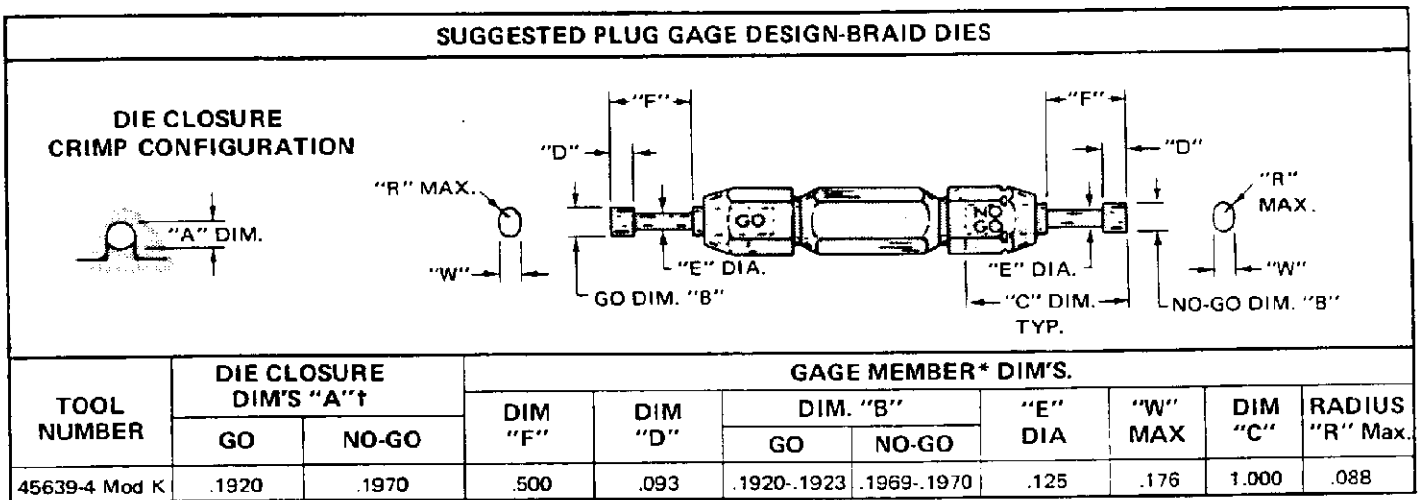 SUGGESTED PLUG GAGE DESIGN-BRAID DIES
DIE CLOSURE
CRIMP CONFIGURATION
"A" DIM.
"R" MAX.
"W"
"D"
"F"
GO
"E" DIA.
GO DIM. "B"
NO
GO
"F"
"D"
"E" DIA.
"C" DIM.
TYP.
NO-GO DIM. "B"
"R"
MAX.
"W"
TOOL
NUMBER
DIE CLOSURE
DIM'S "A"†
GO NO-GO
GAGE MEMBER* DIM'S.
DIM
"F"
DIM
"D"
DIM. "B"
GO NO-GO
"E"
DIA
"W"
MAX
DIM
"C"
RADIUS
"R" Max.
45639-4 Mod K .1920 .1970 .500 .093 .1920-.1923 .1969-.1970 .125 .176 1.000 .088